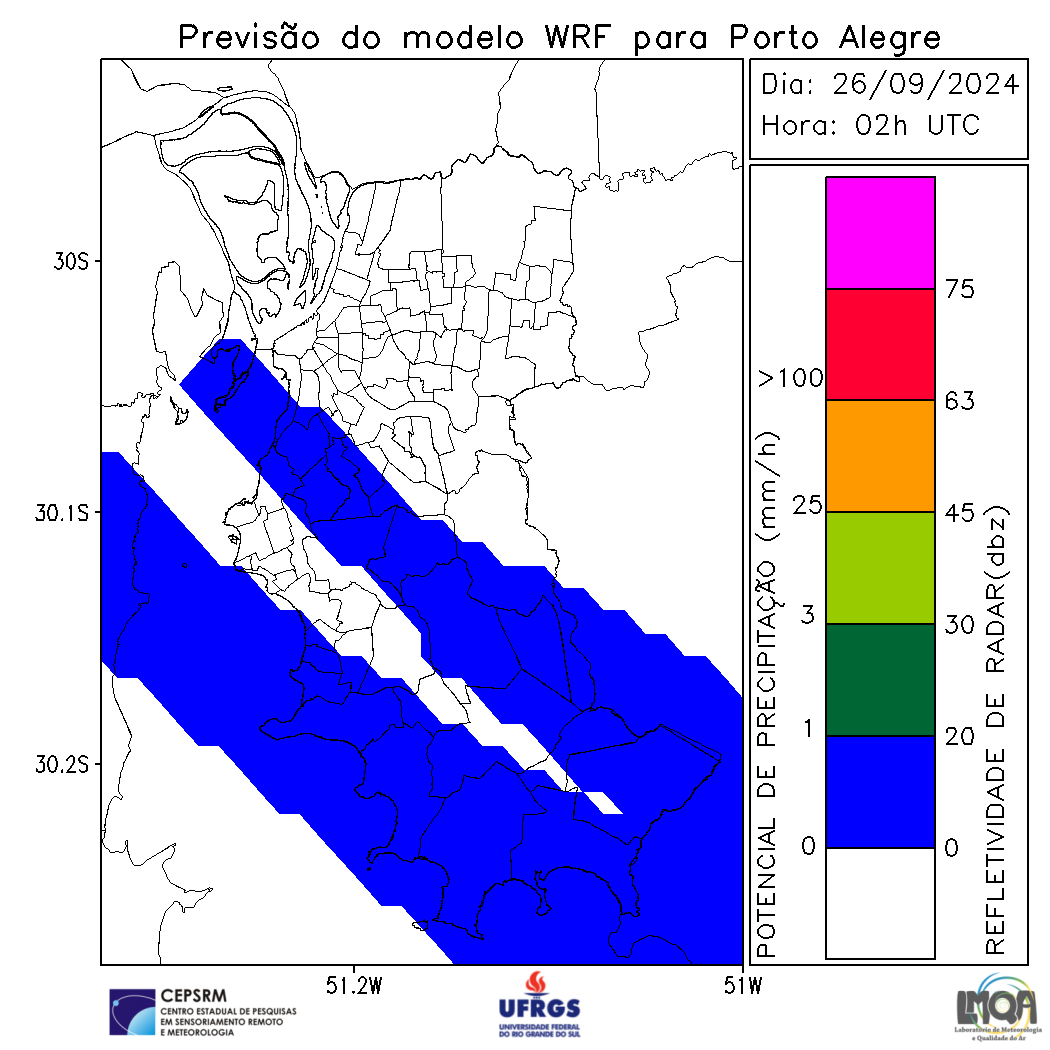 Previsão do modelo WRF para Porto Alegre
Dia: 26/09/2024
Hora: 02h UTC
30S
30.1S
30.2S
51.2W
51W
POTENCIAL DE PRECIPITAÇÃO (mm/h)
>100
25
3
1
0
75
63
45
30
20
0
REFLETIVIDADE DE RADAR(dbz)
CEPSRM
CENTRO ESTADUAL DE PESQUISAS
EM SENSORIAMENTO REMOTO
E METEOROLOGIA
UFRGS
UNIVERSIDADE FEDERAL
DO RIO GRANDE DO SUL
LMQA
Laboratório de Meteorologia
e Qualidade do Ar